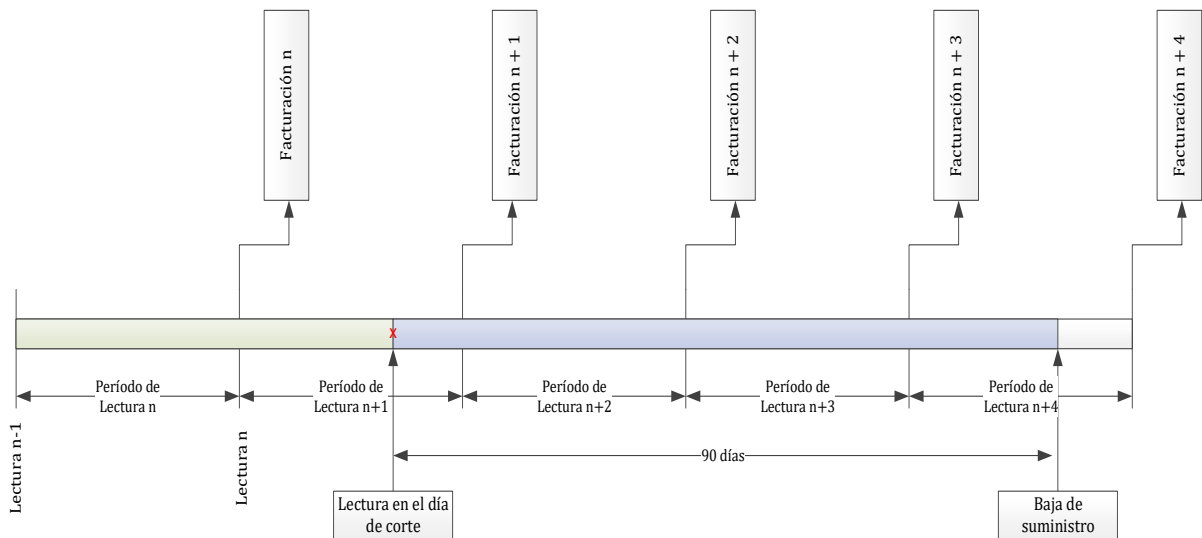 Facturación n
Facturación n + 1
Facturación n + 2
Facturación n + 3
Facturación n + 4
x
Período de
Lectura n
Período de
Lectura n+1
Período de
Lectura n+2
Período de
Lectura n+3
Período de
Lectura n+4
Lectura n-1
Lectura n
90 días
Lectura en el día
de corte
Baja de
suministro